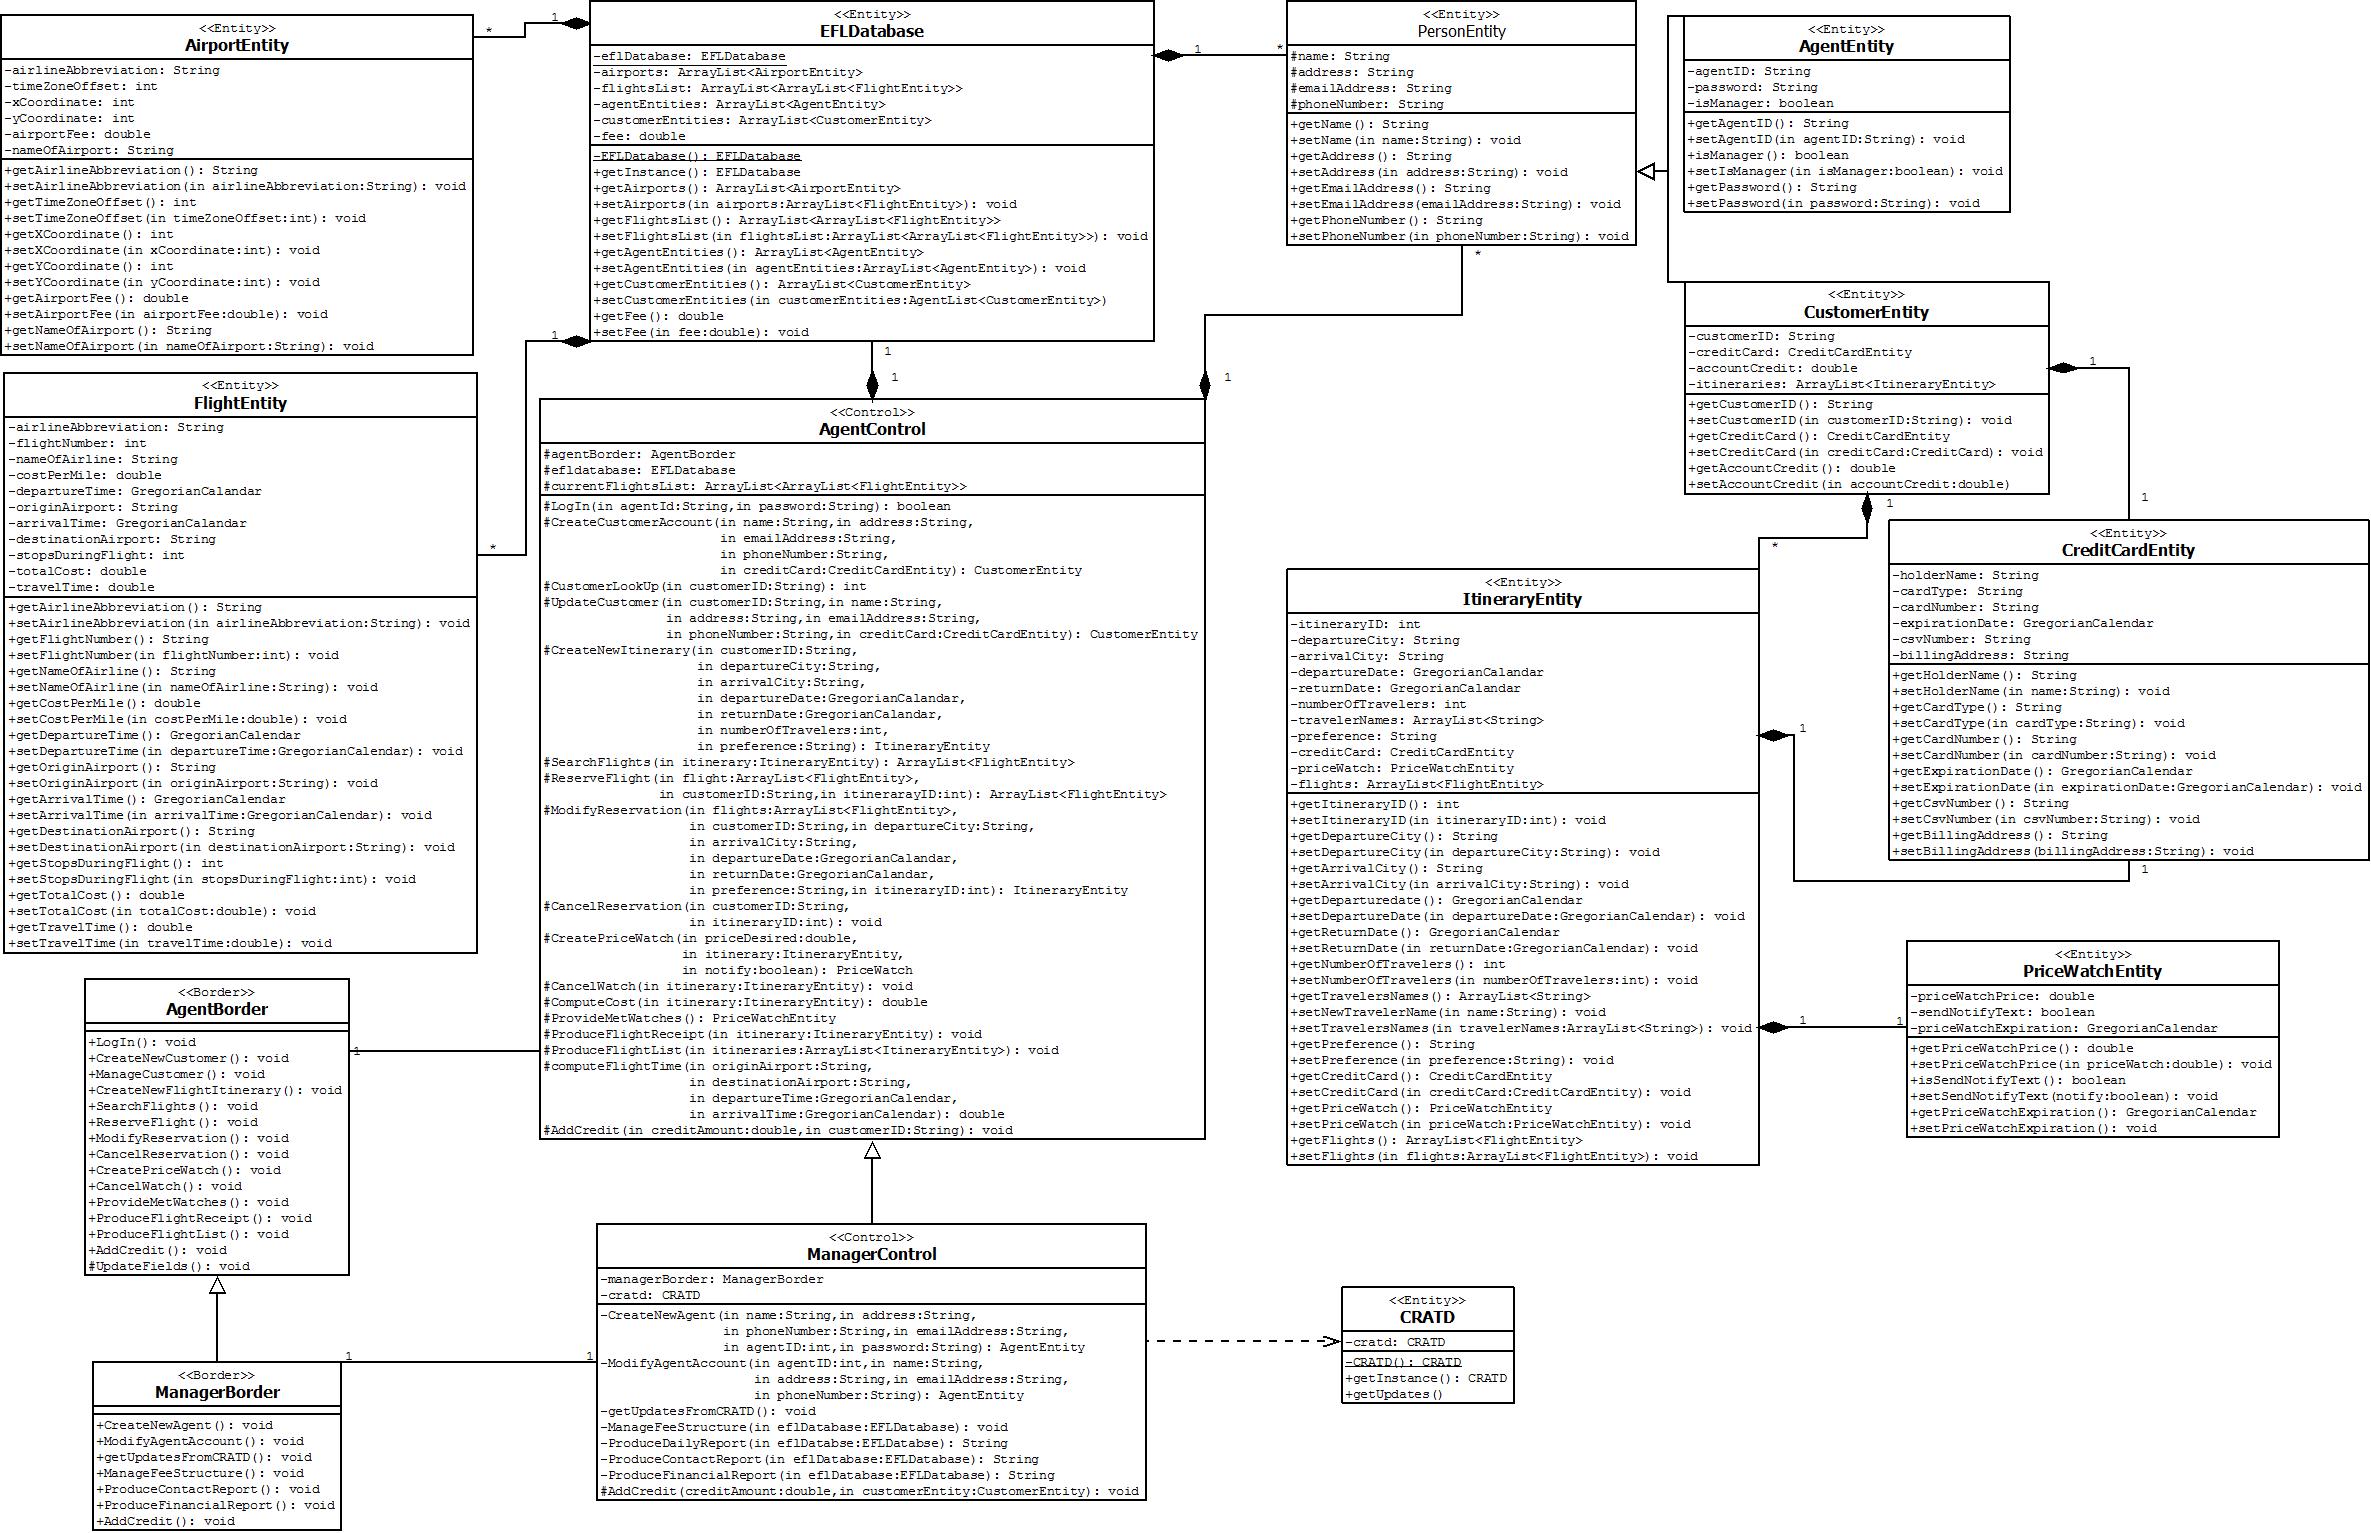 <<Entity>>
AirportEntity
-airlineAbbreviation: String
-timeZoneOffset: int
-xCoordinate: int
-yCoordinate: int
-airportFee: double
-nameOfAirport: String
+getAirlineAbbreviation(): String
+setAirlineAbbreviation(in airlineAbbreviation:String): void
+getTimeZoneOffset(): int
+setTimeZoneOffset(in timeZoneOffset:int): void
+getXCoordinate(): int
+setXCoordinate(in xCoordinate:int): void
+getYCoordinate(): int
+setYCoordinate(in yCoordinate:int): void
+getAirportFee(): double
+setAirportFee(in airportFee:double): void
+getNameOfAirport(): String
+setNameOfAirport(in nameOfAirport:String): void
*
1
<<Entity>>
EFLDatabase
-eflDatabase: EFLDatabase
-airports: ArrayList<AirportEntity>
-flightsList: ArrayList<ArrayList<FlightEntity>>
-agentEntities: ArrayList<AgentEntity>
-customerEntities: ArrayList<CustomerEntity>
-fee: double
-EFLDatabase(): EFLDatabase
+getInstance(): EFLDatabase
+getAirports(): ArrayList<AirportEntity>
+setAirports(in airports:ArrayList<FlightEntity>): void
+getFlightsList(): ArrayList<ArrayList<FlightEntity>>
+setFlightsList(in flightsList:ArrayList<ArrayList<FlightEntity>>): void
+getAgentEntities(): ArrayList<AgentEntity>
+setAgentEntities(in agentEntities:ArrayList<AgentEntity>): void
+getCustomerEntities(): ArrayList<CustomerEntity>
+setCustomerEntities(in customerEntities:AgentList<CustomerEntity>)
+getFee(): double
+setFee(in fee:double): void
1
*
1
*
1
1
<<Entity>>
PersonEntity
#name: String
#address: String
#emailAddress: String
#phoneNumber: String
+getName(): String
+setName(in name:String): void
+getAddress(): String
+setAddress(in address:String): void
+getEmailAddress(): String
+setEmailAddress(emailAddress:String): void
+getPhoneNumber(): String
+setPhoneNumber(in phoneNumber:String): void
*
1
<<Entity>>
AgentEntity
-agentID: String
-password: String
-isManager: boolean
+getAgentID(): String
+setAgentID(in agentID:String): void
+isManager(): boolean
+setIsManager(in isManager:boolean): void
+getPassword(): String
+setPassword(in password:String): void
<<Entity>>
CustomerEntity
-customerID: String
-creditCard: CreditCardEntity
-accountCredit: double
-itineraries: ArrayList<ItineraryEntity>
+getCustomerID(): String
+setCustomerID(in customerID:String): void
+getCreditCard(): CreditCardEntity
+setCreditCard(in creditCard:CreditCard): void
+getAccountCredit(): double
+setAccountCredit(in accountCredit:double)
1
1
1
*
<<Entity>>
FlightEntity
-airlineAbbreviation: String
-flightNumber: int
-nameOfAirline: String
-costPerMile: double
-departureTime: GregorianCalandar
-originAirport: String
-arrivalTime: GregorianCalandar
-destinationAirport: String
-stopsDuringFlight: int
-totalCost: double
-travelTime: double
+getAirlineAbbreviation(): String
+setAirlineAbbreviation(in airlineAbbreviation:String): void
+getFlightNumber(): String
+setFlightNumber(in flightNumber:int): void
+getNameOfAirline(): String
+setNameOfAirline(in nameOfAirline:String): void
+getCostPerMile(): double
+setCostPerMile(in costPerMile:double): void
+getDepartureTime(): GregorianCalendar
+setDepartureTime(in departureTime:GregorianCalendar): void
+getOriginAirport(): String
+setOriginAirport(in originAirport:String): void
+getArrivalTime(): GregorianCalendar
+setArrivalTime(in arrivalTime:GregorianCalendar): void
+getDestinationAirport(): String
+setDestinationAirport(in destinationAirport:String): void
+getStopsDuringFlight(): int
+setStopsDuringFlight(in stopsDuringFlight:int): void
+getTotalCost(): double
+setTotalCost(in totalCost:double): void
+getTravelTime(): double
+setTravelTime(in travelTime:double): void
<<Control>>
AgentControl
#agentBorder: AgentBorder
#efldatabase: EFLDatabase
#currentFlightsList: ArrayList<ArrayList<FlightEntity>>
#LogIn(in agentId:String,in password:String): boolean
#CreateCustomerAccount(in name:String,in address:String,
in emailAddress:String,
in phoneNumber:String,
in creditCard:CreditCardEntity): CustomerEntity
#CustomerLookUp(in customerID:String): int
#UpdateCustomer(in customerID:String,in name:String,
in address:String,in emailAddress:String,
in phoneNumber:String,in creditCard:CreditCardEntity): CustomerEntity
#CreateNewItinerary(in customerID:String,
in departureCity:String,
in arrivalCity:String,
in departureDate:GregorianCalandar,
in returnDate:GregorianCalandar,
in numberOfTravelers:int,
in preference:String): ItineraryEntity
#SearchFlights(in itinerary:ItineraryEntity): ArrayList<FlightEntity>
#ReserveFlight(in flight:ArrayList<FlightEntity>,
in customerID:String,in itineraryID:int): ArrayList<FlightEntity>
#ModifyReservation(in flights:ArrayList<FlightEntity>,
in customerID:String,in departureCity:String,
in arrivalCity:String,
in departureDate:GregorianCalandar,
in returnDate:GregorianCalandar,
in preference:String,in itineraryID:int): ItineraryEntity
#CancelReservation(in customerID:String,
in itineraryID:int): void
#CreatePriceWatch(in priceDesired:double,
in itinerary:ItineraryEntity,
in notify:boolean): PriceWatch
#CancelWatch(in itinerary:ItineraryEntity): void
#ComputeCost(in itinerary:ItineraryEntity): double
#ProvideMetWatches(): PriceWatchEntity
#ProduceFlightReceipt(in itinerary:ItineraryEntity): void
#ProduceFlightList(in itineraries:ArrayList<ItineraryEntity>): void
#computeFlightTime(in originAirport:String,
in destinationAirport:String,
in departureTime:GregorianCalendar,
in arrivalTime:GregorianCalendar): double
#AddCredit(in creditAmount:double,in customerID:String): void
<<Entity>>
ItineraryEntity
-itineraryID: int
-departureCity: String
-arrivalCity: String
-departureDate: GregorianCalandar
-returnDate: GregorianCalandar
-numberOfTravelers: int
-travelerNames: ArrayList<String>
-preference: String
-creditCard: CreditCardEntity
-priceWatch: PriceWatchEntity
-flights: ArrayList<FlightEntity>
+getItineraryID(): int
+setItineraryID(in itineraryID:int): void
+getDepartureCity(): String
+setDepartureCity(in departureCity:String): void
+getArrivalCity(): String
+setArrivalCity(in arrivalCity:String): void
+getDeparturedate(): GregorianCalendar
+setDepartureDate(in departureDate:GregorianCalendar): void
+getReturnDate(): GregorianCalendar
+setReturnDate(in returnDate:GregorianCalendar): void
+getNumberOfTravelers(): int
+setNumberOfTravelers(in numberOfTravelers:int): void
+getTravelersNames(): ArrayList<String>
+setNewTravelerName(in name:String): void
+setTravelersNames(in travelerNames:ArrayList<String>): void
+getPreference(): String
+setPreference(in preference:String): void
+getCreditCard(): CreditCardEntity
+setCreditCard(in creditCard:CreditCardEntity): void
+getPriceWatch(): PriceWatchEntity
+setPriceWatch(in priceWatch:PriceWatchEntity): void
+getFlights(): ArrayList<FlightEntity>
+setFlights(in flights:ArrayList<FlightEntity>): void
1
1
1
1
<<Entity>>
CreditCardEntity
-holderName: String
-cardType: String
-cardNumber: String
-expirationDate: GregorianCalendar
-csvNumber: String
-billingAddress: String
+getHolderName(): String
+setHolderName(in name:String): void
+getCardType(): String
+setCardType(in cardType:String): void
+getCardNumber(): String
+setCardNumber(in cardNumber:String): void
+getExpirationDate(): GregorianCalendar
+setExpirationDate(in expirationDate:GregorianCalendar): void
+getCsvNumber(): String
+setCsvNumber(in csvNumber:String): void
+getBillingAddress(): String
+setBillingAddress(billingAddress:String): void
<<Entity>>
PriceWatchEntity
-priceWatchPrice: double
-sendNotifyText: boolean
-priceWatchExpiration: GregorianCalendar
+getPriceWatchPrice(): double
+setPriceWatchPrice(in priceWatch:double): void
+isSendNotifyText(): boolean
+setSendNotifyText(notify:boolean): void
+getPriceWatchExpiration(): GregorianCalendar
+setPriceWatchExpiration(): void
<<Border>>
AgentBorder
+LogIn(): void
+CreateNewCustomer(): void
+ManageCustomer(): void
+CreateNewFlightItinerary(): void
+SearchFlights(): void
+ReserveFlight(): void
+ModifyReservation(): void
+CancelReservation(): void
+CreatePriceWatch(): void
+CancelWatch(): void
+ProvideMetWatches(): void
+ProduceFlightReceipt(): void
+ProduceFlightList(): void
+AddCredit(): void
#UpdateFields(): void
1
<<Border>>
ManagerBorder
+CreateNewAgent(): void
+ModifyAgentAccount(): void
+getUpdatesFromCRATD(): void
+ManageFeeStructure(): void
+ProduceContactReport(): void
+ProduceFinancialReport(): void
+AddCredit(): void
1
1
<<Control>>
ManagerControl
-managerBorder: ManagerBorder
-cratd: CRATD
-CreateNewAgent(in name:String,in address:String,
in phoneNumber:String,in emailAddress:String,
in agentID:int,in password:String): AgentEntity
-ModifyAgentAccount(in agentID:int,in name:String,
in address:String,in emailAddress:String,
in phoneNumber:String): AgentEntity
-getUpdatesFromCRATD(): void
-ManageFeeStructure(in eflDatabase:EFLDatabase): void
-ProduceDailyReport(in eflDatabse:EFLDatabse): String
-ProduceContactReport(in eflDatabase:EFLDatabase): String
-ProduceFinancialReport(in eflDatabase:EFLDatabase): String
#AddCredit(creditAmount:double,in customerEntity:CustomerEntity): void
<<Entity>>
CRATD
-cratd: CRATD
-CRATD(): CRATD
+getInstance(): CRATD
+getUpdates()